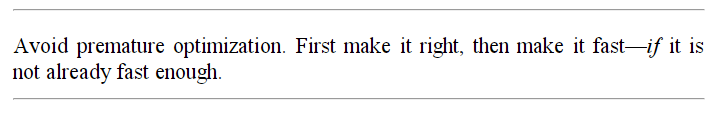 Avoid premature optimization. First make it right, then make it fast—if it is
not already fast enough.